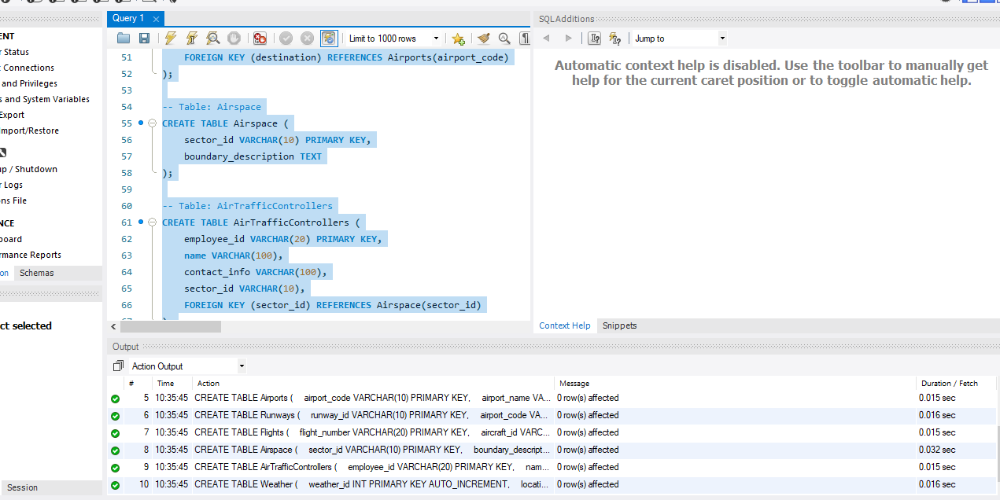 Query 1
SQLAdditions
ENT
r Status
Connections
and Privileges
s and System Variables
Export
mport/Restore
p / Shutdown
r Logs
ns File
NCE
board
rmance Reports
on Schemas
ct selected
Session
Limit to 1000 rows
Jump to
51 FOREIGN KEY (destination) REFERENCES Airports(airport_code)
52 );
53
54 -- Table: Airspace
55 CREATE TABLE Airspace (
56 sector_id VARCHAR(10) PRIMARY KEY,
57 boundary_description TEXT
58 );
59
60 -- Table: AirTrafficControllers
61 CREATE TABLE AirTrafficControllers (
62 employee_id VARCHAR(20) PRIMARY KEY,
63 name VARCHAR(100),
64 contact_info VARCHAR(100),
65 sector_id VARCHAR(10),
66 FOREIGN KEY (sector_id) REFERENCES Airspace(sector_id)
Automatic context help is disabled. Use the toolbar to manually get
help for the current caret position or to toggle automatic help.
Context Help Snippets
Output
Action Output
# Time Action Message Duration / Fetch
5 10:35:45 CREATE TABLE Airports ( airport_code VARCHAR(10) PRIMARY KEY, airport_name VA... 0 row(s) affected 0.015 sec
6 10:35:45 CREATE TABLE Runways ( runway_id VARCHAR(10) PRIMARY KEY, airport_code VA... 0 row(s) affected 0.016 sec
7 10:35:45 CREATE TABLE Flights ( flight_number VARCHAR(20) PRIMARY KEY, aircraft_id VARC... 0 row(s) affected 0.015 sec
8 10:35:45 CREATE TABLE Airspace ( sector_id VARCHAR(10) PRIMARY KEY, boundary_descript... 0 row(s) affected 0.032 sec
9 10:35:45 CREATE TABLE AirTrafficControllers ( employee_id VARCHAR(20) PRIMARY KEY, nam... 0 row(s) affected 0.015 sec
10 10:35:45 CREATE TABLE Weather ( weather_id INT PRIMARY KEY AUTO_INCREMENT, locati... 0 row(s) affected 0.016 sec